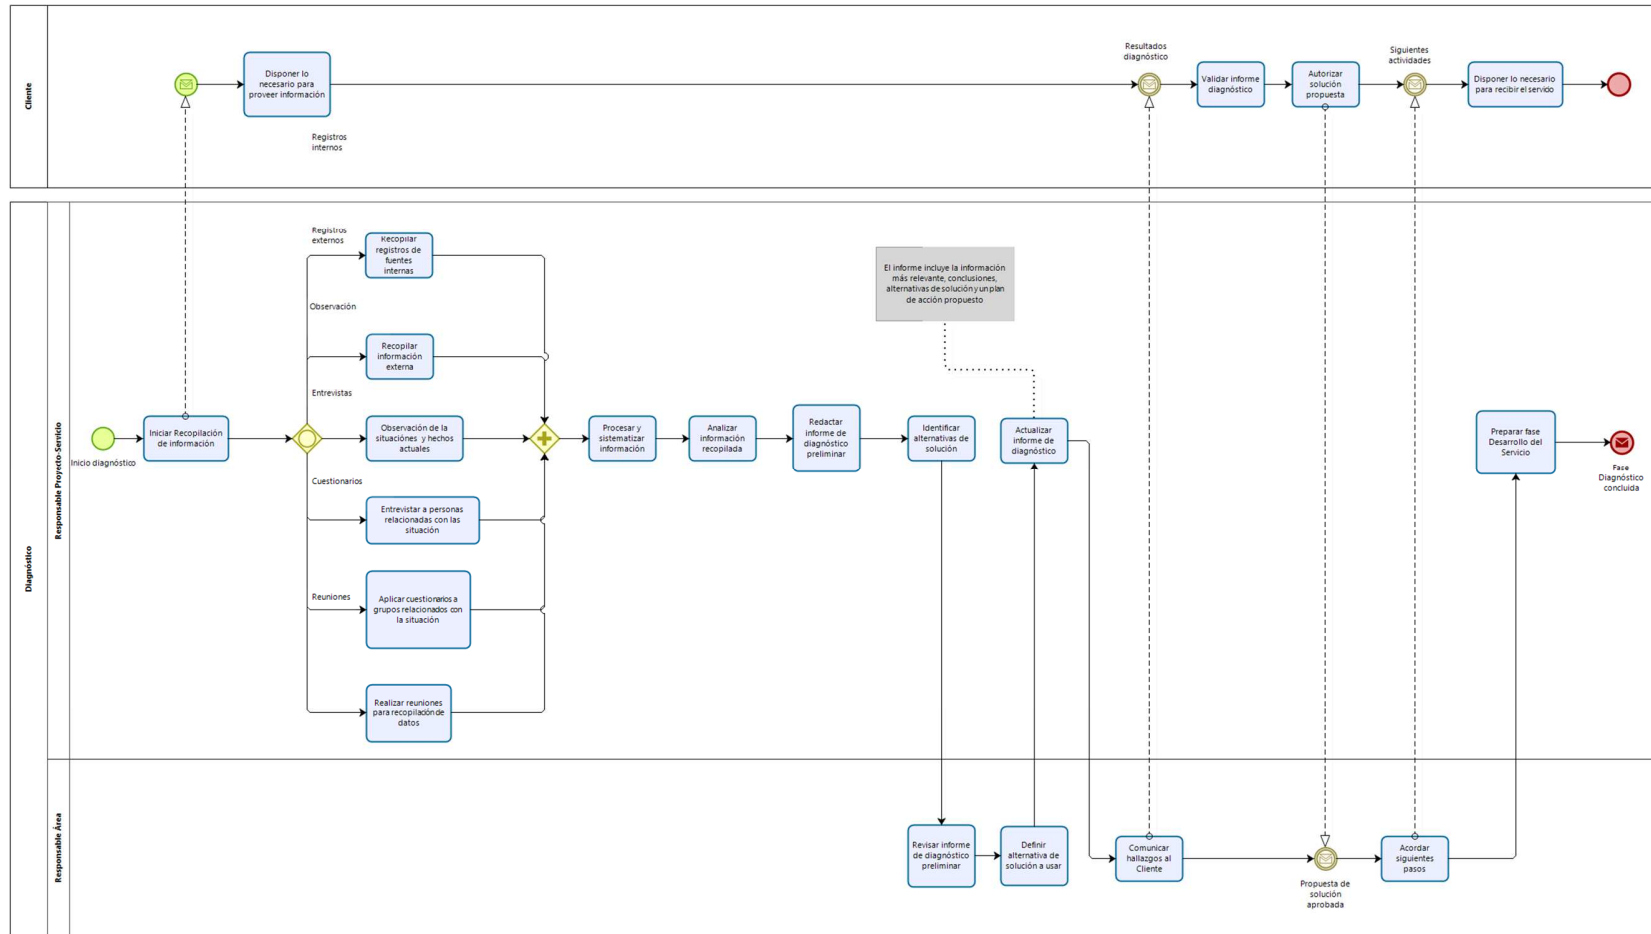 Cliente
Disponer lo
necesario para
proveer información
Registros
internos
Resultados
diagnóstico
Validar informe
diagnóstico
Autorizar
solución
propuesta
Siguientes
actividades
Disponer lo necesario
para recibir el servicio
Diagnóstico
Responsable Proyecto-Servicio
Inicio diagnóstico
Iniciar Recopilación
de información
Registros
externos
Recopilar
registros de
fuentes
internas
Observación
Recopilar
información
externa
Entrevistas
Observación de la
situaciónes y hechos
actuales
Cuestionarios
Entrevistar a personas
relacionadas con las
situación
Reuniones
Aplicar cuestionarios a
grupos relacionados con
la situación
Realizar reuniones
para recopilación de
datos
Procesar y
sistematizar
información
Analizar
información
recopilada
Redactar
informe de
diagnóstico
preliminar
Identificar
alternativas de
solución
El informe incluye la información
más relevante, conclusiones,
alternativas de solución y un plan
de acción propuesto
Actualizar
informe de
diagnóstico
Preparar fase
Desarrollo del
Servicio
Fase
Diagnóstico
concluida
Responsable Área
Revisar informe
de diagnóstico
preliminar
Definir
alternativa de
solución a usar
Comunicar
hallazgos al
Cliente
Propuesta de
solución
aprobada
Acordar
siguientes
pasos